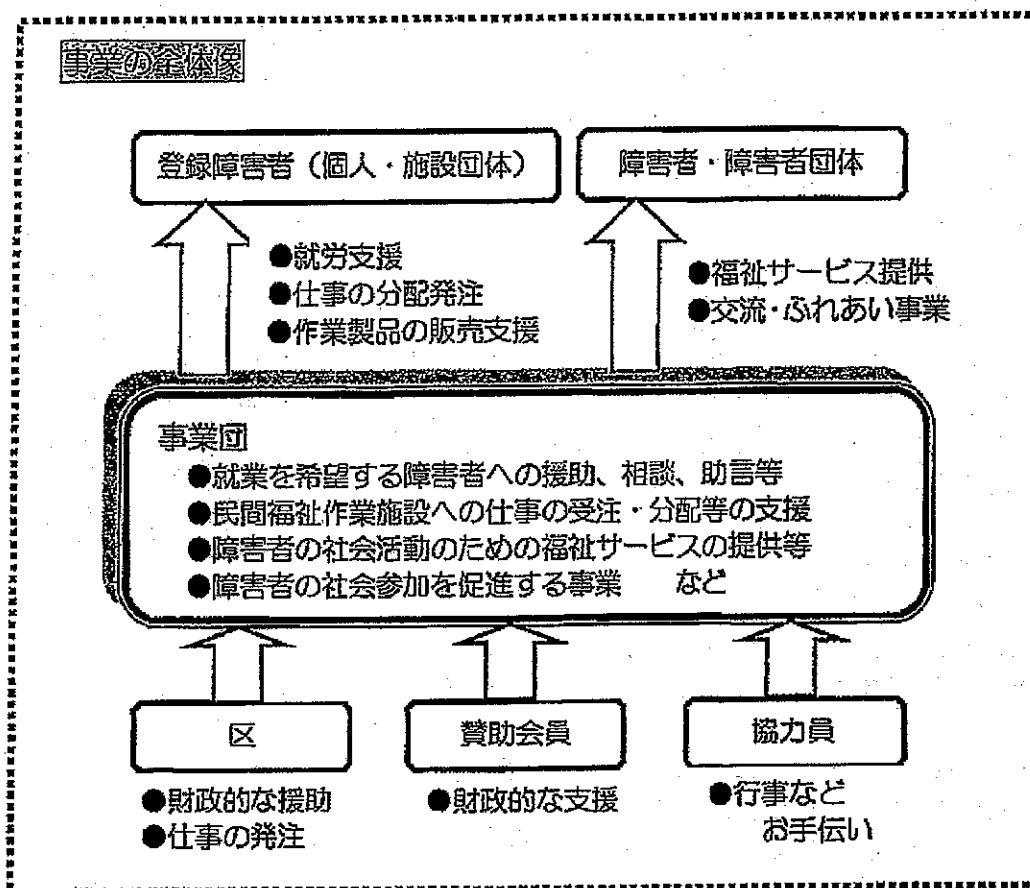 事業の全体像
登録障害者（個人・施設団体）
障害者・障害者団体
●就労支援
●仕事の分配発注
●作業製品の販売支援
●福祉サービス提供
●交流・ふれあい事業
事業団
●就業を希望する障害者への援助、相談、助言等
●民間福祉作業施設への仕事の受注・分配等の支援
●障害者の社会活動のための福祉サービスの提供等
●障害者の社会参加を促進する事業　など
区
賛助会員
協力員
●財政的な援助
●仕事の発注
●財政的な支援
●行事など
お手伝い